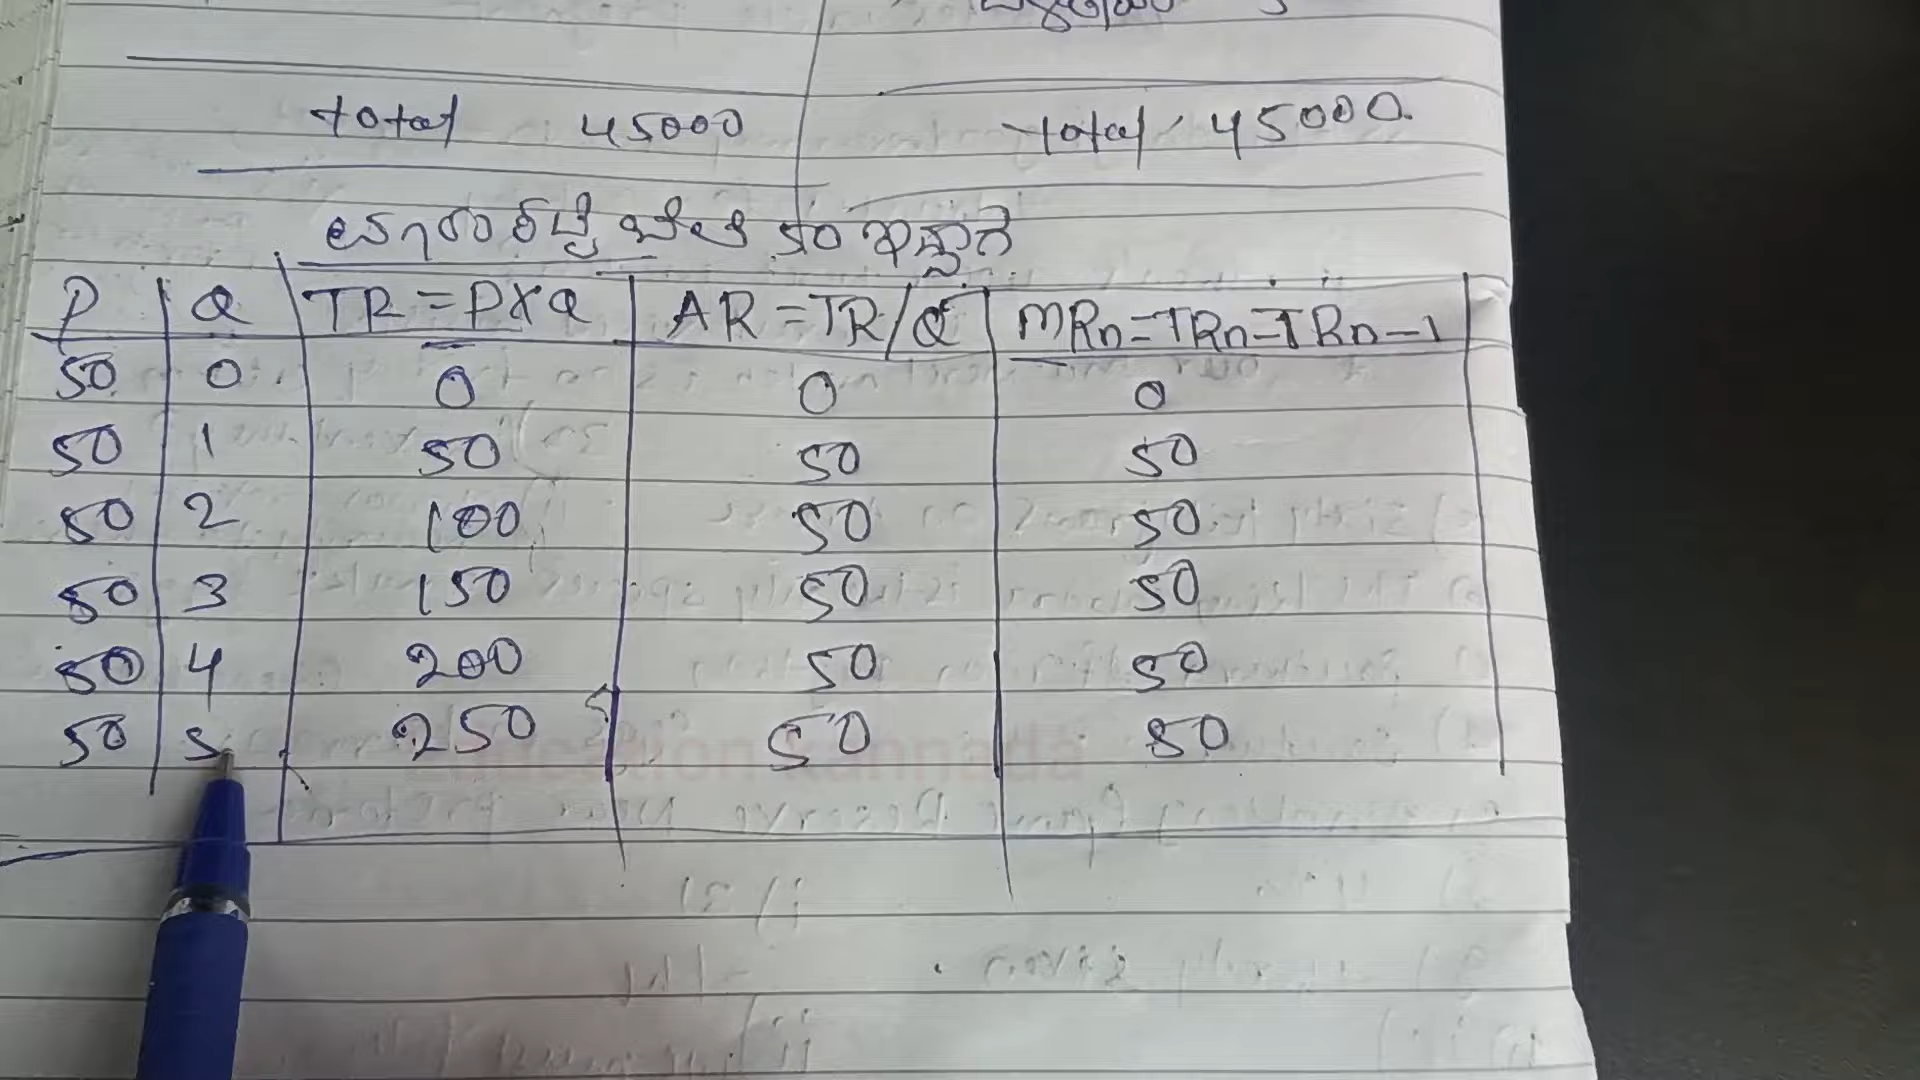 total 45000
total 45000
P Q TR = PXQ AR = TR/Q MRn = TRn - TRn-1
50 0 0 0 0
50 1 50 50 50
50 2 100 50 50
50 3 150 50 50
50 4 200 50 50
50 5 250 50 50
Education Kannada